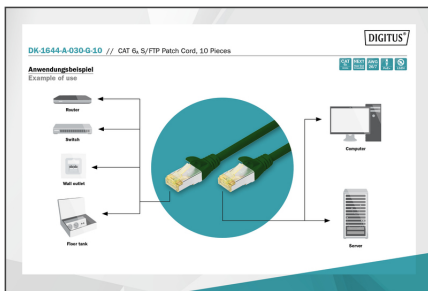 DIGITUS®
DK-1644-A-030-G-10 // CAT 6A S/FTP Patch Cord, 10 Pieces
Anwendungsbeispiel
Example of use
Router
Switch
Wall outlet
Floor tank
Computer
Server